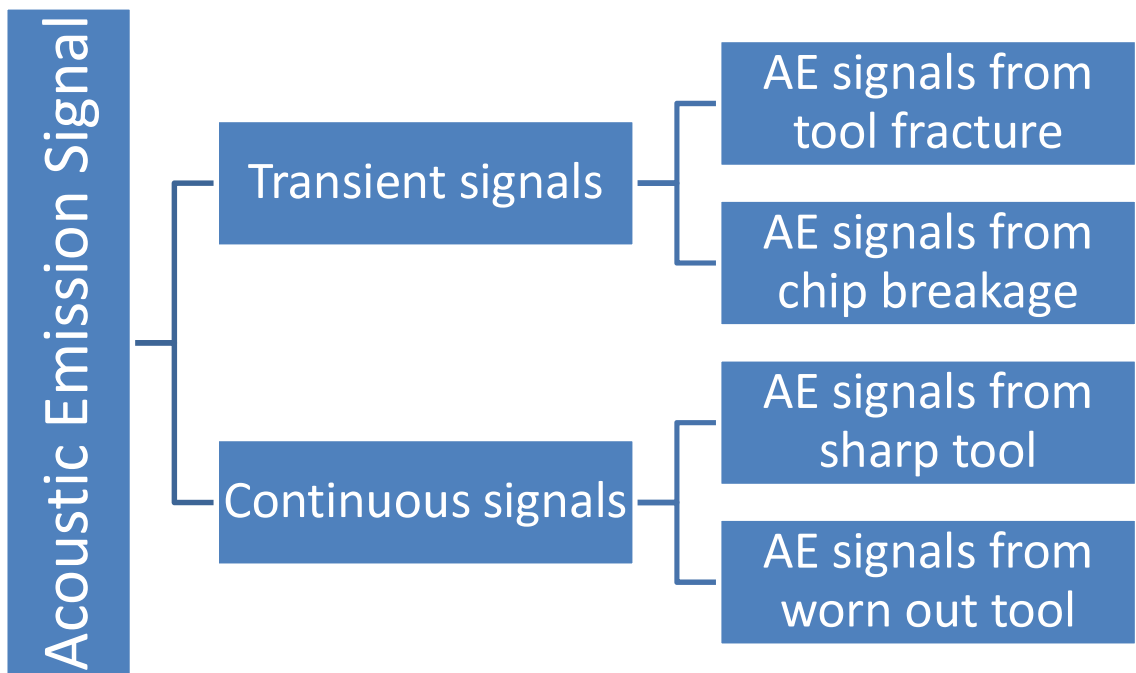 Acoustic Emission Signal
Transient signals
AE signals from
tool fracture
AE signals from
chip breakage
Continuous signals
AE signals from
sharp tool
AE signals from
worn out tool